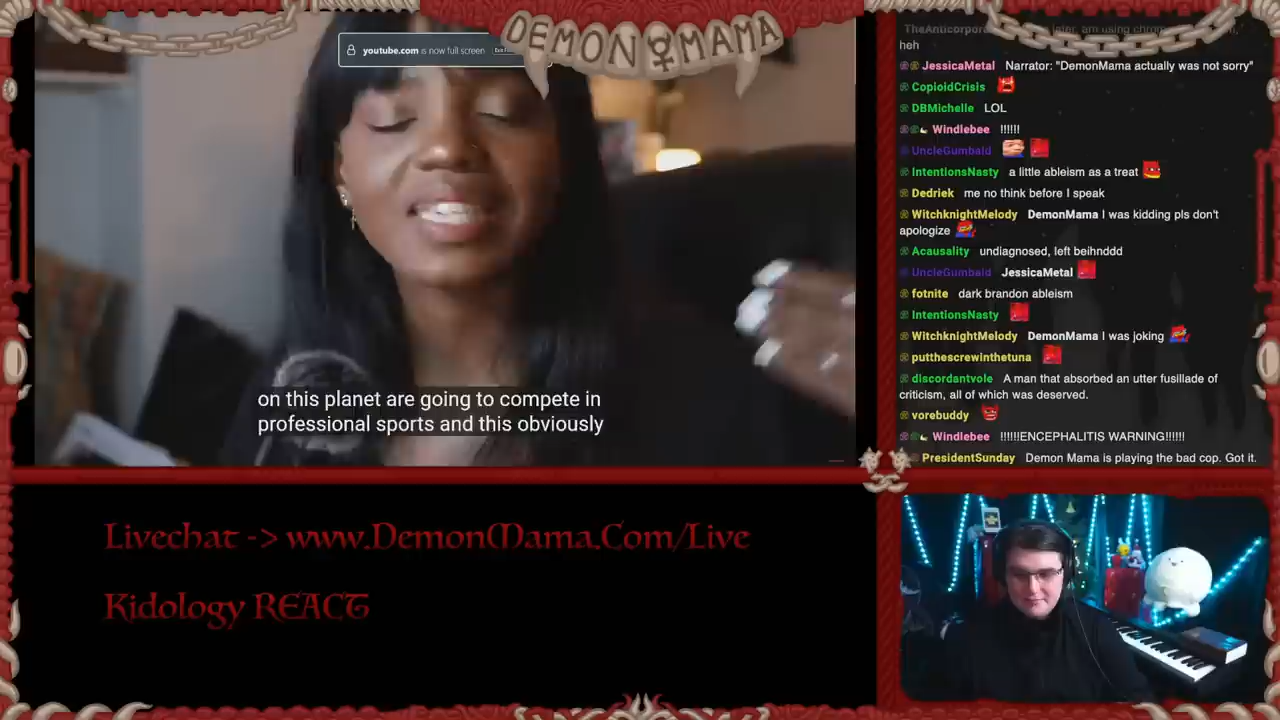 DEMON MAMA
youtube.com is now full screen
on this planet are going to compete in
professional sports and this obviously
TheAnticorpora later, am using
heh
JessicaMetal Narrator: "DemonMama actually was not sorry"
CopioidCrisis
DBMichelle LOL
Windlebee !!!!!!
UncleGumbald
IntentionsNasty a little ableism as a treat
Dedriek me no think before I speak
WitchknightMelody DemonMama I was kidding pls don't
apologize
Acausality undiagnosed, left beihnddd
UncleGumbald JessicaMetal
fotnite dark brandon ableism
IntentionsNasty
WitchknightMelody DemonMama I was joking
putthescrewinthetuna
discordantvole A man that absorbed an utter fusillade of
criticism, all of which was deserved.
vorebuddy
Windlebee !!!!!!ENCEPHALITIS WARNING!!!!!!
PresidentSunday Demon Mama is playing the bad cop. Got it.
Livechat -> www.DemonMama.Com/Live
Kidology REACT